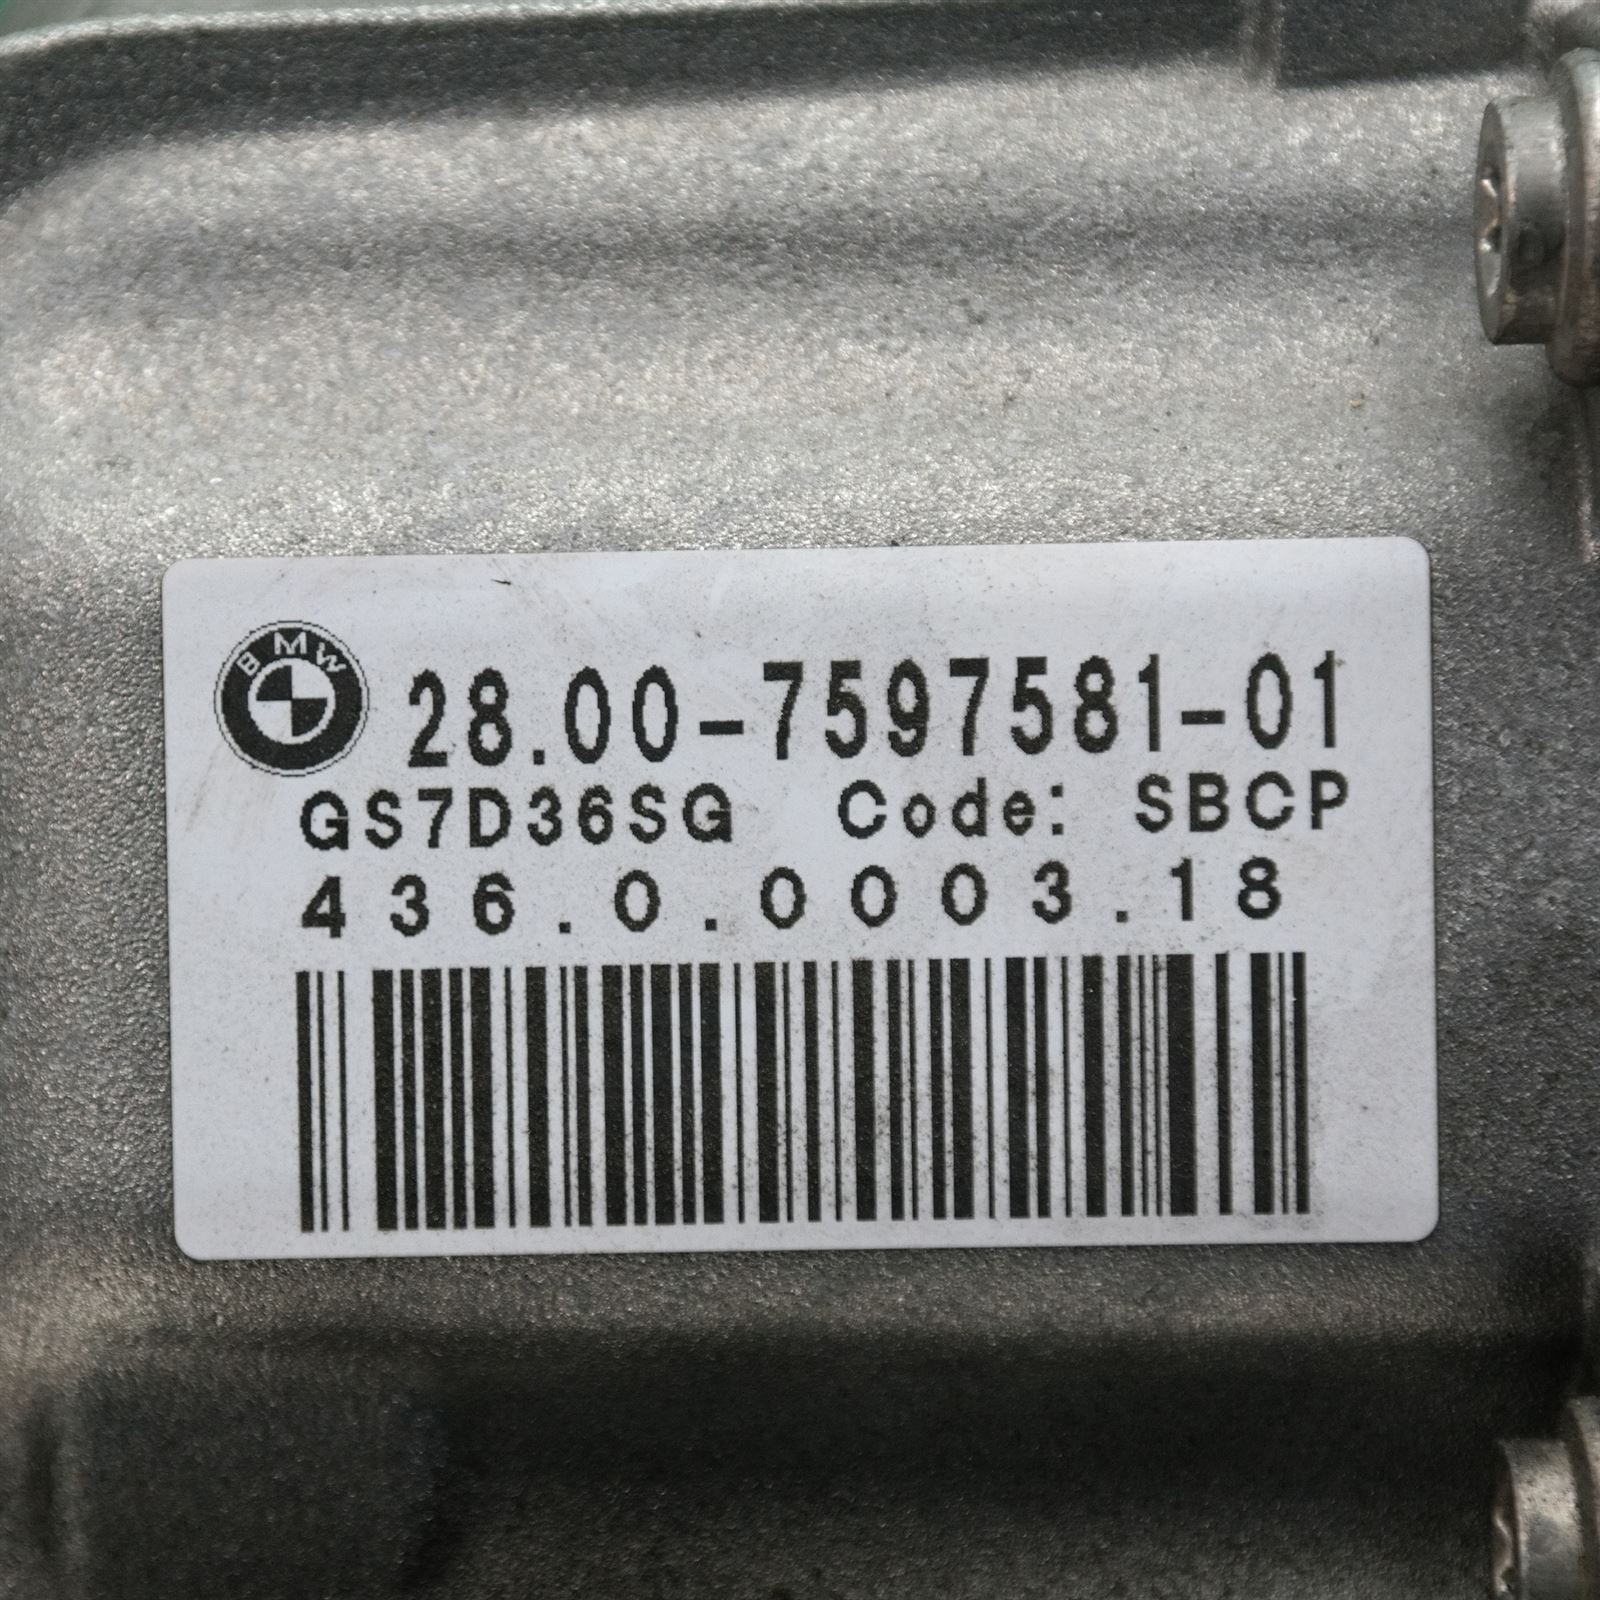 BMW
28.00-7597581-01
GS7D36SG Code: SBCP
436.0.0003.18